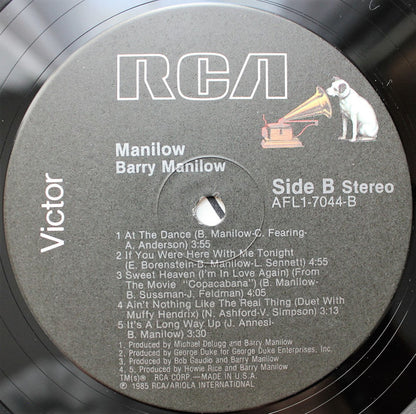 RCA
Victor
Manilow
Barry Manilow
Side B Stereo
AFL1-7044-B
1 At The Dance (B. Manilow-C. Fearing-
A. Anderson) 3:55
2 If You Were Here With Me Tonight
(E. Borenstein-B. Manilow-L. Sennett) 4:05
3 Sweet Heaven (I'm In Love Again) (From
The Movie "Copacabana") (B. Manilow-
B. Sussman-J. Feldman) 4:05
4 Ain't Nothing Like The Real Thing (Duet With
Muffy Hendrix) (N. Ashford-V. Simpson) 3:13
5 It's A Long Way Up (J. Annesi-
B. Manilow) 3:30
1. Produced by Michael Delugg and Barry Manilow
2. Produced by George Duke for George Duke Enterprises, Inc.
3. Produced by Bob Gaudio and Barry Manilow
4, 5. Produced by Howie Rice and Barry Manilow
TM(s)® RCA CORP.—MADE IN U.S.A.
℗ 1985 RCA/ARIOLA INTERNATIONAL